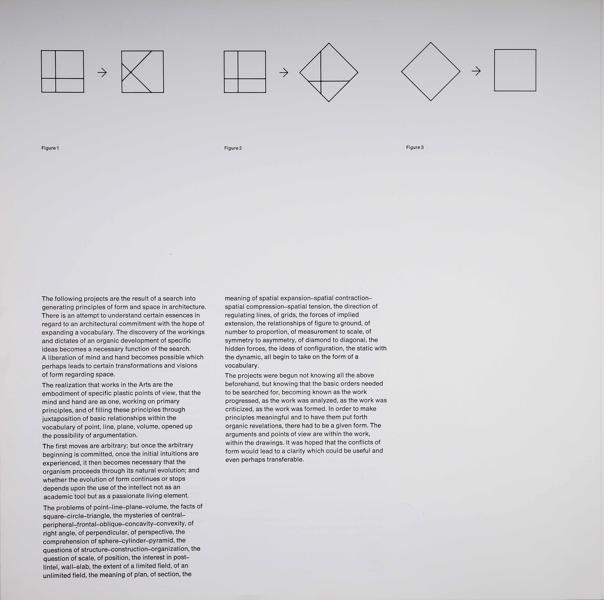 Figure 1
Figure 2
Figure 3
The following projects are the result of a search into
generating principles of form and space in architecture.
There is an attempt to understand certain essences in
regard to an architectural commitment with the hope of
expanding a vocabulary. The discovery of the workings
and dictates of an organic development of specific
ideas becomes a necessary function of the search.
A liberation of mind and hand becomes possible which
perhaps leads to certain transformations and visions
of form regarding space.
The realization that works in the Arts are the
embodiment of specific plastic points of view, that the
mind and hand are as one, working on primary
principles, and of filling these principles through
juxtaposition of basic relationships within the
vocabulary of point, line, plane, volume, opened up
the possibility of argumentation.
The first moves are arbitrary; but once the arbitrary
beginning is committed, once the initial intuitions are
experienced, it then becomes necessary that the
organism proceeds through its natural evolution; and
whether the evolution of form continues or stops
depends upon the use of the intellect not as an
academic tool but as a passionate living element.
The problems of point–line–plane–volume, the facts of
square–circle–triangle, the mysteries of central–
peripheral–frontal–oblique–concavity–convexity, of
right angle, of perpendicular, of perspective, the
comprehension of sphere–cylinder–pyramid, the
questions of structure–construction–organization, the
question of scale, of position, the interest in post–
lintel, wall–slab, the extent of a limited field, of an
unlimited field, the meaning of plan, of section, the
meaning of spatial expansion–spatial contraction–
spatial compression–spatial tension, the direction of
regulating lines, of grids, the forces of implied
extension, the relationships of figure to ground, of
number to proportion, of measurement to scale, of
symmetry to asymmetry, of diamond to diagonal, the
hidden forces, the ideas of configuration, the static with
the dynamic, all begin to take on the form of a
vocabulary.
The projects were begun not knowing all the above
beforehand, but knowing that the basic orders needed
to be searched for, becoming known as the work
progressed, as the work was analyzed, as the work was
criticized, as the work was formed. In order to make
principles meaningful and to have them put forth
organic revelations, there had to be a given form. The
arguments and points of view are within the work,
within the drawings. It was hoped that the conflicts of
form would lead to a clarity which could be useful and
even perhaps transferable.